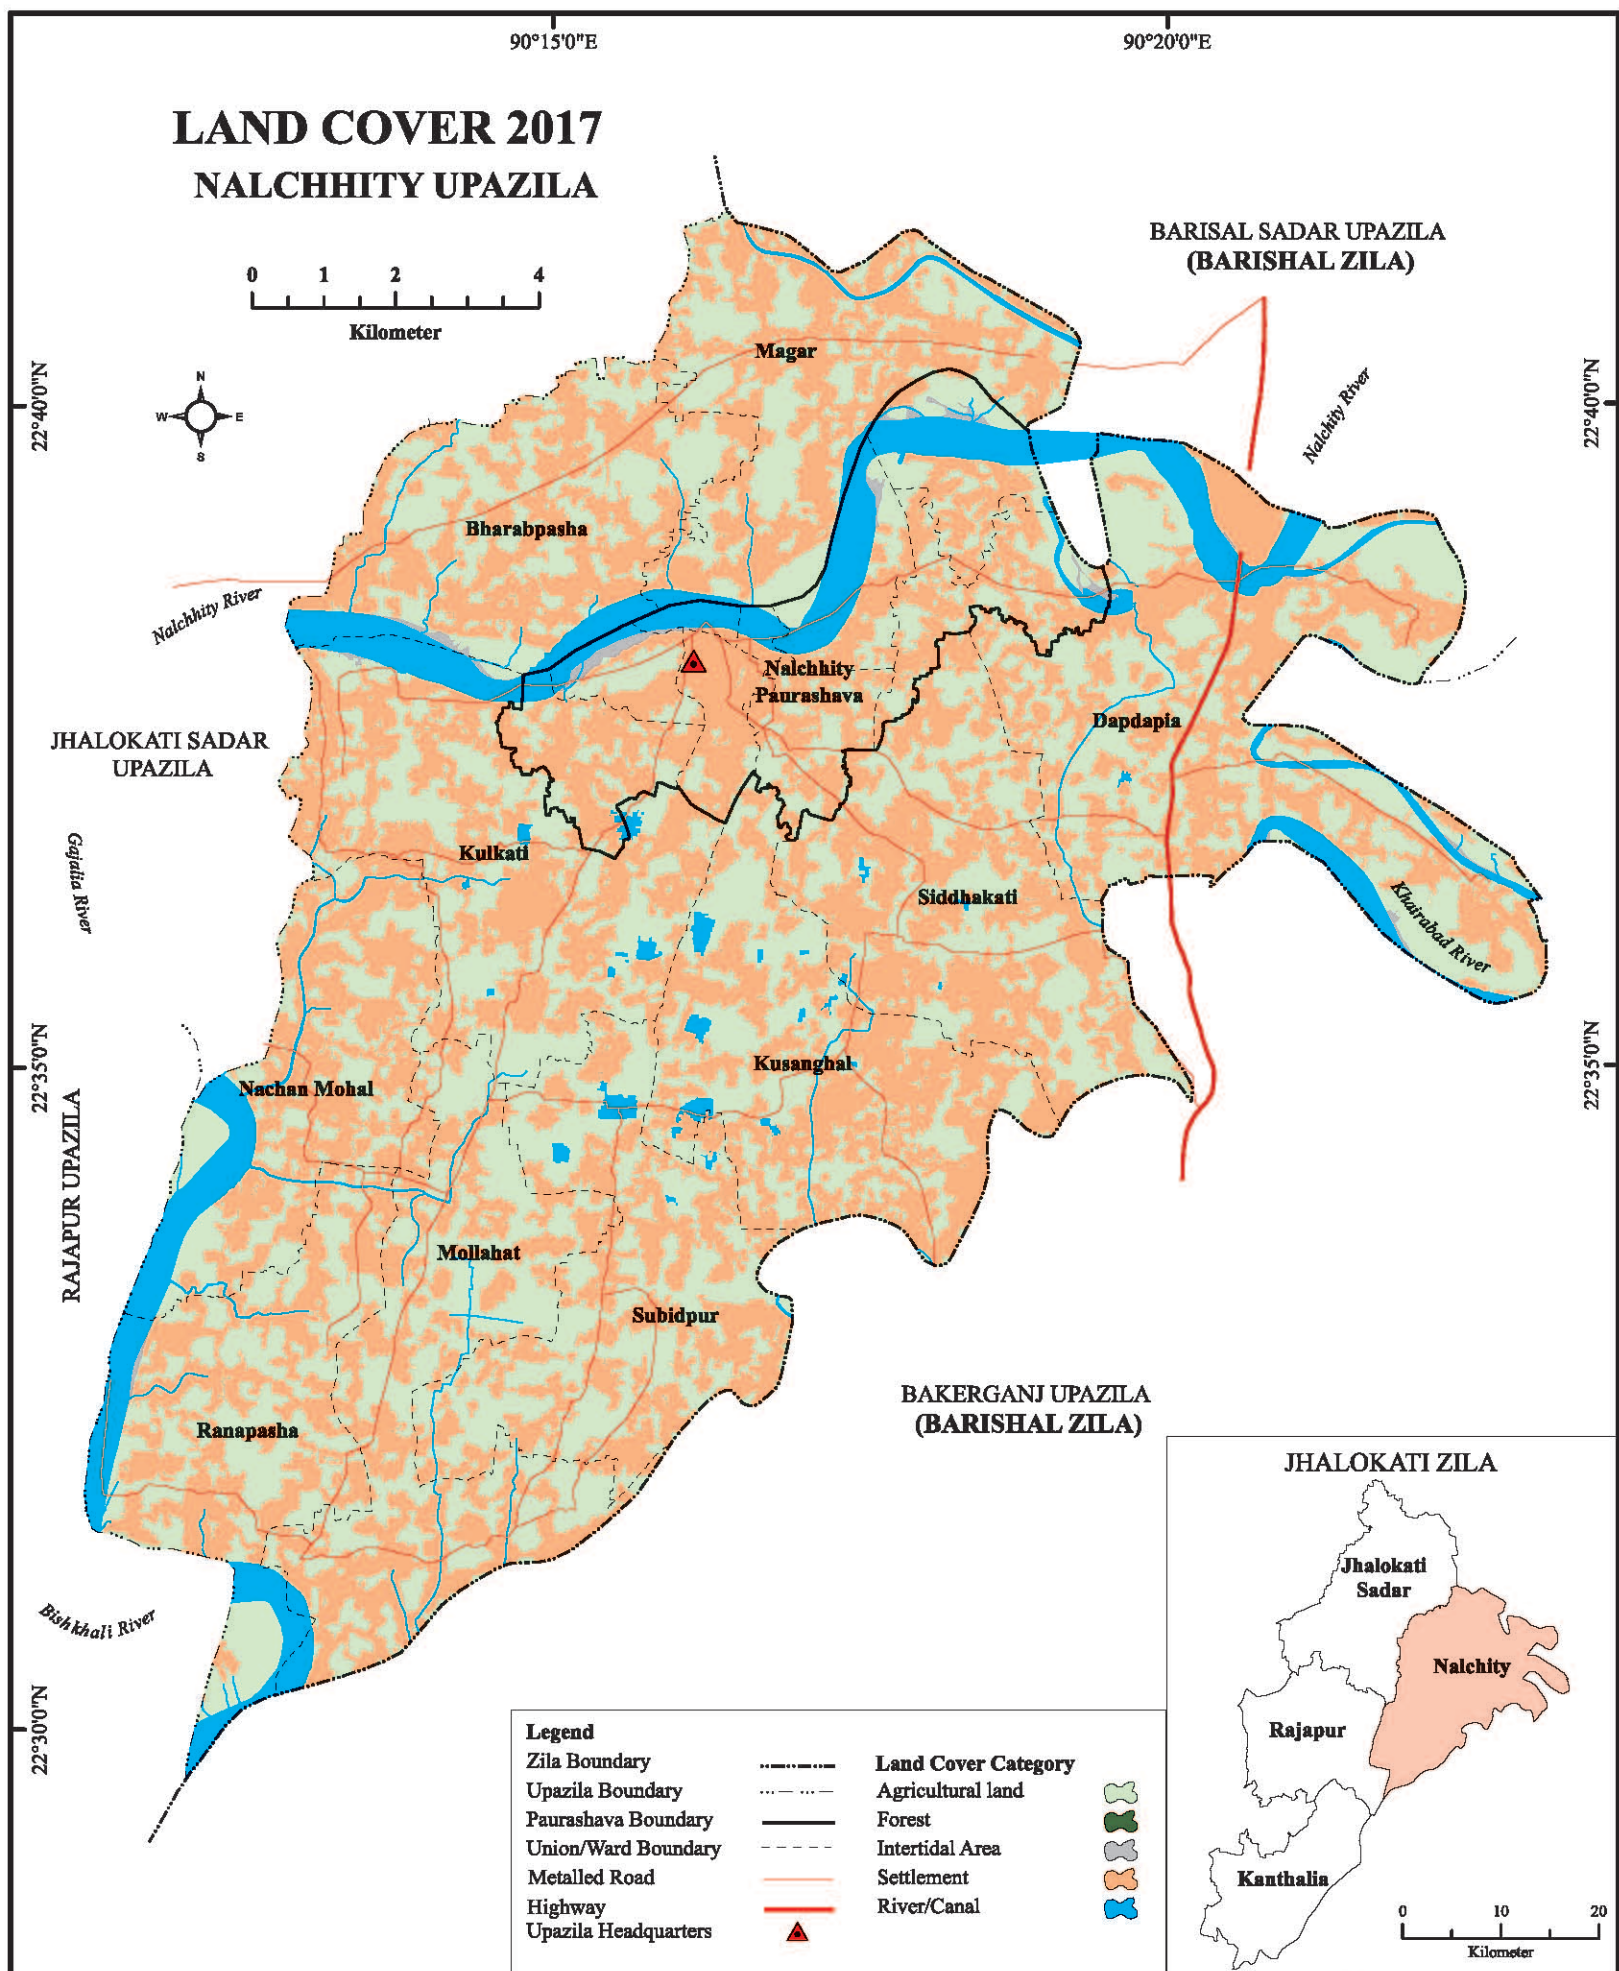 90°15'0"E
90°20'0"E
LAND COVER 2017
NALCHHITY UPAZILA
BARISAL SADAR UPAZILA
(BARISHAL ZILA)
0 1 2 4
Kilometer
Magar
N
W E
S
22°40'0"N
22°40'0"N
Nalchity River
Bharabpasha
Nalchhity River
Nalchhity
Paurashava
Dapdapia
JHALOKATI SADAR
UPAZILA
Gajalia River
Kulkati
Siddhakati
Khairabad River
22°35'0"N
22°35'0"N
Kusanghal
Nachan Mohal
RAJAPUR UPAZILA
Mollahat
Subidpur
BAKERGANJ UPAZILA
(BARISHAL ZILA)
Ranapasha
Bishkhali River
22°30'0"N
JHALOKATI ZILA
Jhalokati
Sadar
Nalchity
Rajapur
Kanthalia
0 10 20
Kilometer
Legend
Zila Boundary
Upazila Boundary
Paurashava Boundary
Union/Ward Boundary
Metalled Road
Highway
Upazila Headquarters
Land Cover Category
Agricultural land
Forest
Intertidal Area
Settlement
River/Canal